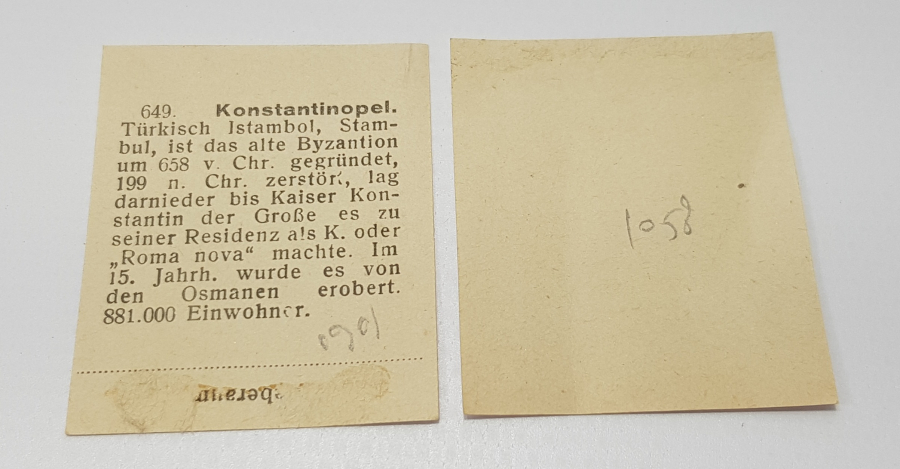 649. Konstantinopel.
Türkisch Istambol, Stam-
bul, ist das alte Byzantion
um 658 v. Chr. gegründet,
199 n. Chr. zerstört, lag
darnieder bis Kaiser Kon-
stantin der Große es zu
seiner Residenz als K. oder
„Roma nova“ machte. Im
15. Jahrh. wurde es von
den Osmanen erobert.
881.000 Einwohner.
1058